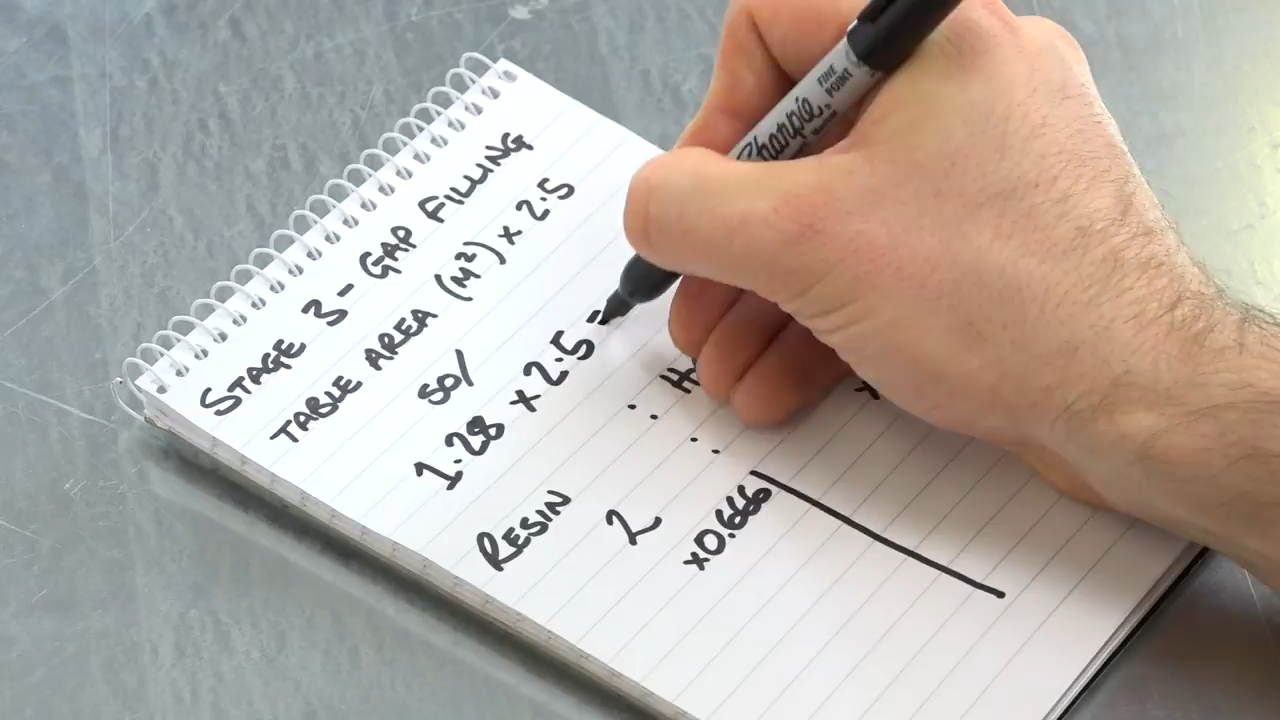 STAGE 3 - GAP FILLING
TABLE AREA (M²) x 2.5
SO/
1.28 x 2.5 =
RESIN :
2 :
x0.666
Sharpie
FINE
POINT